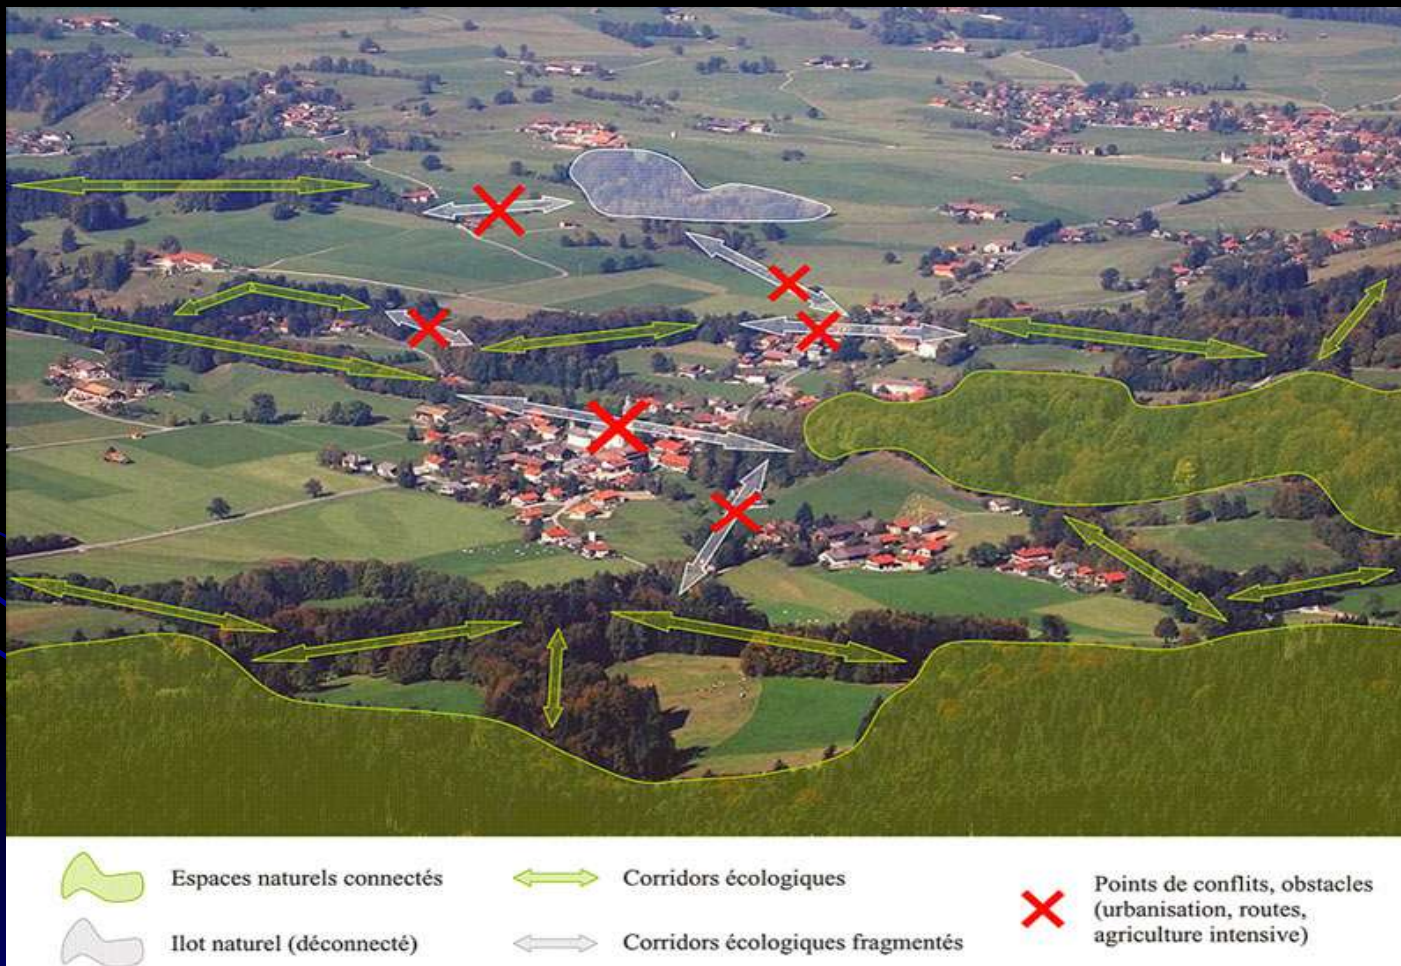 Espaces naturels connectés
Corridors écologiques
Points de conflits, obstacles
(urbanisation, routes,
agriculture intensive)
Ilot naturel (déconnecté)
Corridors écologiques fragmentés